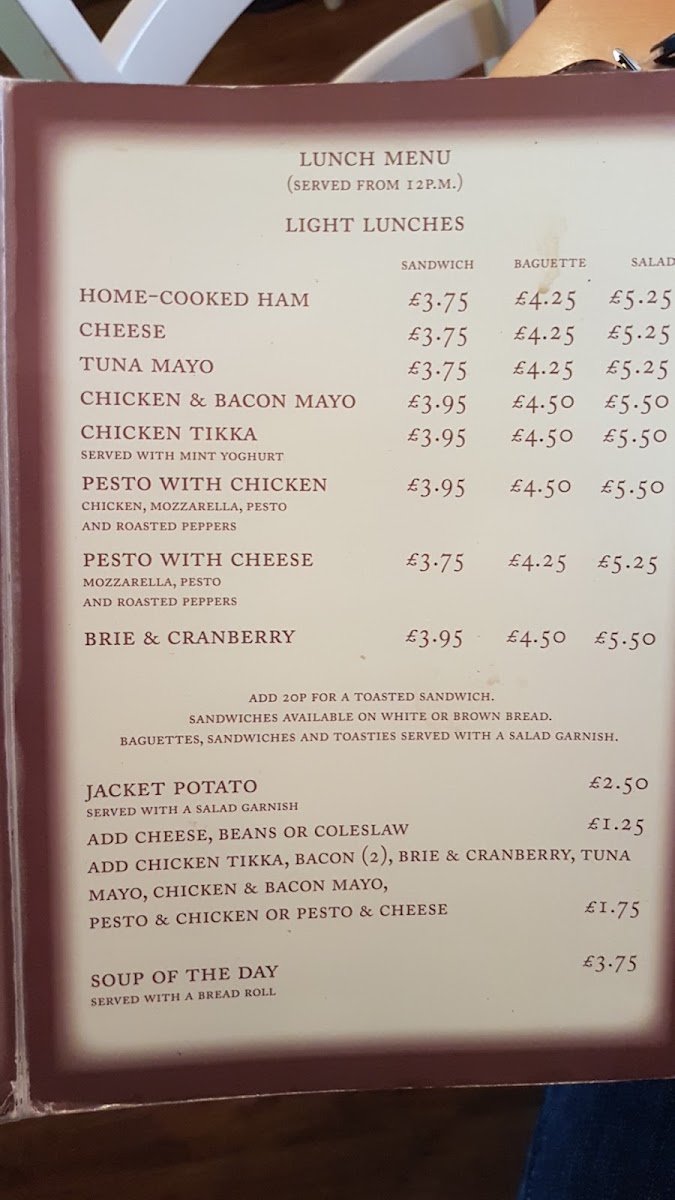 LUNCH MENU
(SERVED FROM 12P.M.)
LIGHT LUNCHES
SANDWICH BAGUETTE SALAD
HOME-COOKED HAM £3.75 £4.25 £5.25
CHEESE £3.75 £4.25 £5.25
TUNA MAYO £3.75 £4.25 £5.25
CHICKEN & BACON MAYO £3.95 £4.50 £5.50
CHICKEN TIKKA £3.95 £4.50 £5.50
SERVED WITH MINT YOGHURT
PESTO WITH CHICKEN £3.95 £4.50 £5.50
CHICKEN, MOZZARELLA, PESTO
AND ROASTED PEPPERS
PESTO WITH CHEESE £3.75 £4.25 £5.25
MOZZARELLA, PESTO
AND ROASTED PEPPERS
BRIE & CRANBERRY £3.95 £4.50 £5.50
ADD 20P FOR A TOASTED SANDWICH.
SANDWICHES AVAILABLE ON WHITE OR BROWN BREAD.
BAGUETTES, SANDWICHES AND TOASTIES SERVED WITH A SALAD GARNISH.
JACKET POTATO £2.50
SERVED WITH A SALAD GARNISH
ADD CHEESE, BEANS OR COLESLAW £1.25
ADD CHICKEN TIKKA, BACON (2), BRIE & CRANBERRY, TUNA
MAYO, CHICKEN & BACON MAYO,
PESTO & CHICKEN OR PESTO & CHEESE £1.75
SOUP OF THE DAY £3.75
SERVED WITH A BREAD ROLL